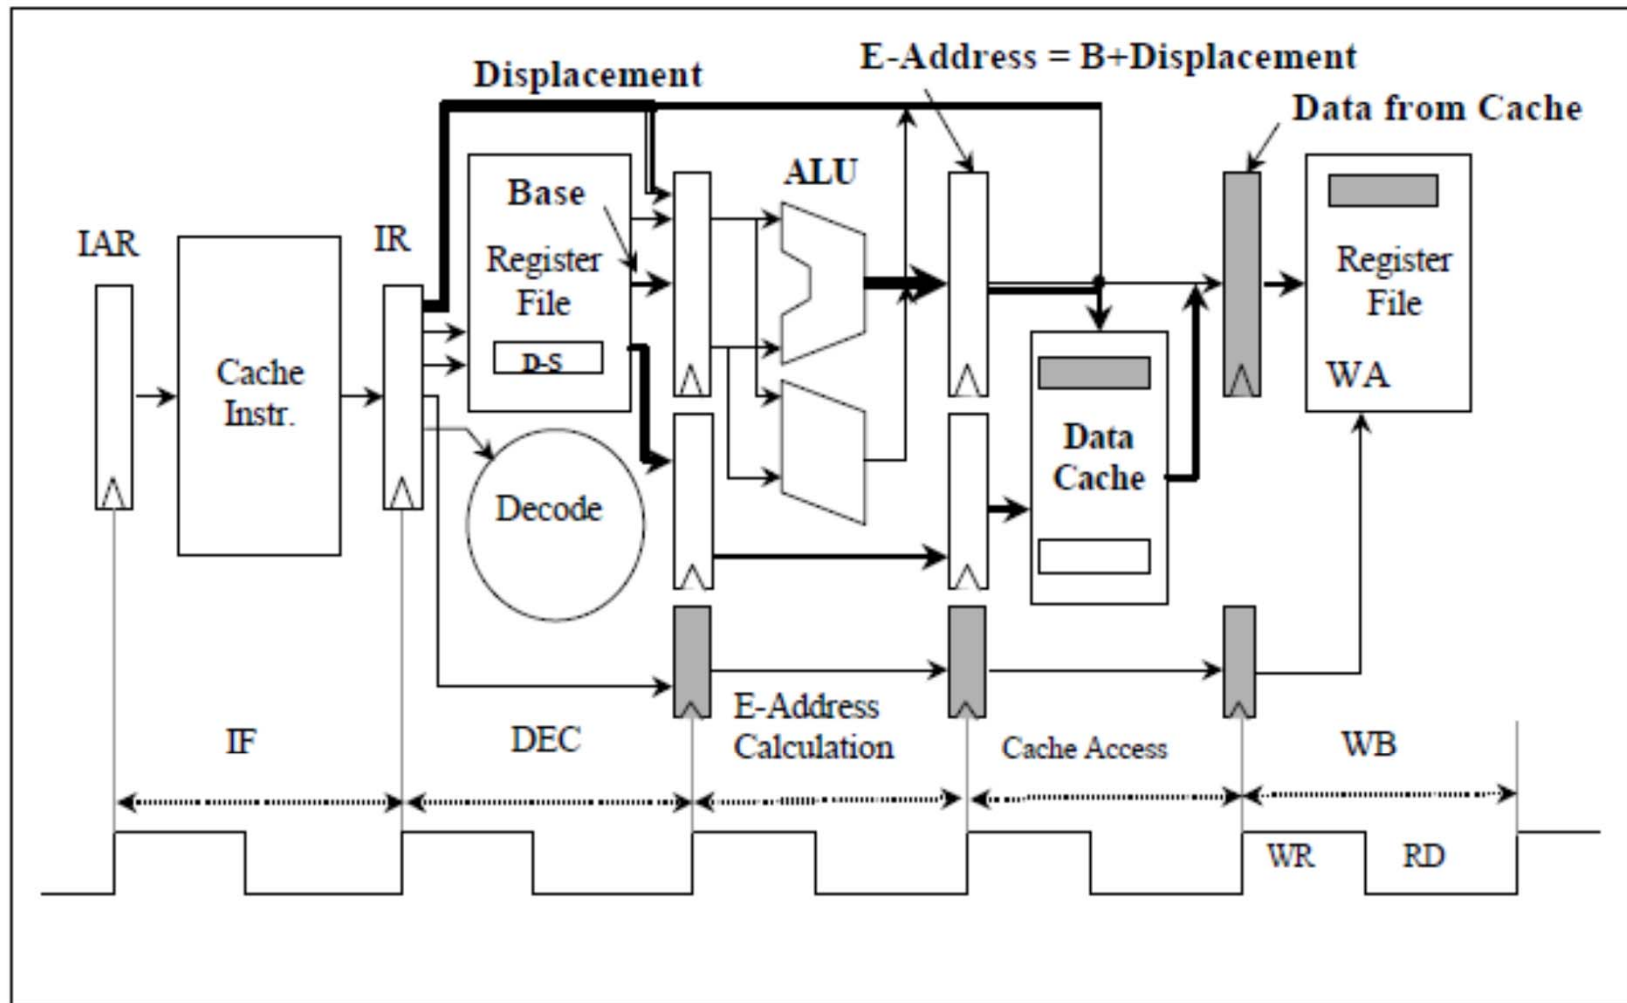 E-Address = B+Displacement
Displacement
Data from Cache
ALU
Base
IAR
IR
Register
File
Register
File
D-S
Cache
Instr.
WA
Data
Cache
Decode
E-Address
Calculation
IF
DEC
Cache Access
WB
WR
RD